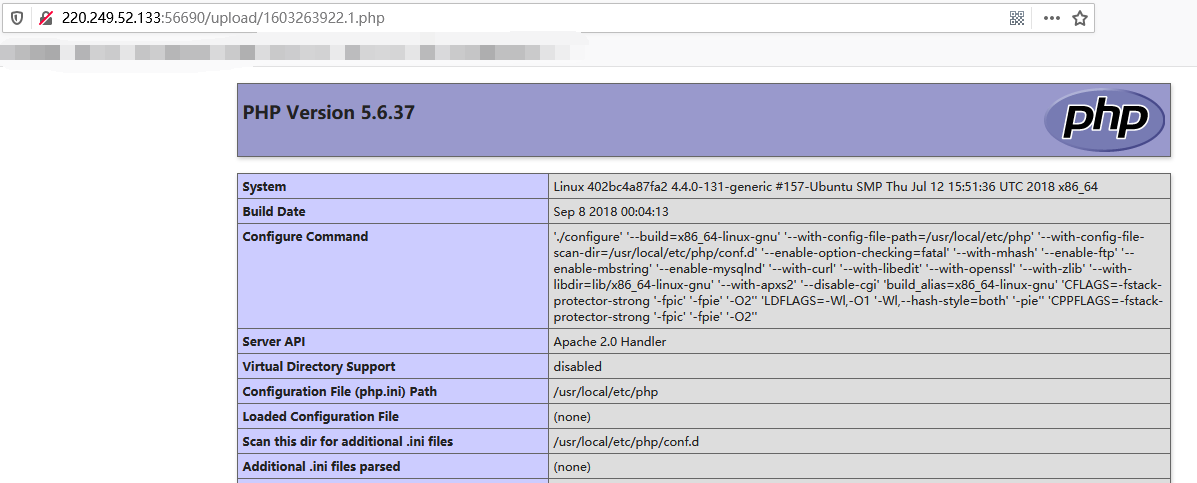 220.249.52.133:56690/upload/1603263922.1.php
PHP Version 5.6.37
php
System
Linux 402bc4a87fa2 4.4.0-131-generic #157-Ubuntu SMP Thu Jul 12 15:51:36 UTC 2018 x86_64
Build Date
Sep 8 2018 00:04:13
Configure Command
'./configure' '--build=x86_64-linux-gnu' '--with-config-file-path=/usr/local/etc/php' '--with-config-file-
scan-dir=/usr/local/etc/php/conf.d' '--enable-option-checking=fatal' '--with-mhash' '--enable-ftp' '--
enable-mbstring' '--enable-mysqlnd' '--with-curl' '--with-libedit' '--with-openssl' '--with-zlib' '--with-
libdir=lib/x86_64-linux-gnu' '--with-apxs2' '--disable-cgi' 'build_alias=x86_64-linux-gnu' 'CFLAGS=-fstack-
protector-strong '-fpic' '-fpie' '-O2'' 'LDFLAGS=-Wl,-O1 '-Wl,--hash-style=both' '-pie'' 'CPPFLAGS=-fstack-
protector-strong '-fpic' '-fpie' '-O2''
Server API
Apache 2.0 Handler
Virtual Directory Support
disabled
Configuration File (php.ini) Path
/usr/local/etc/php
Loaded Configuration File
(none)
Scan this dir for additional .ini files
/usr/local/etc/php/conf.d
Additional .ini files parsed
(none)